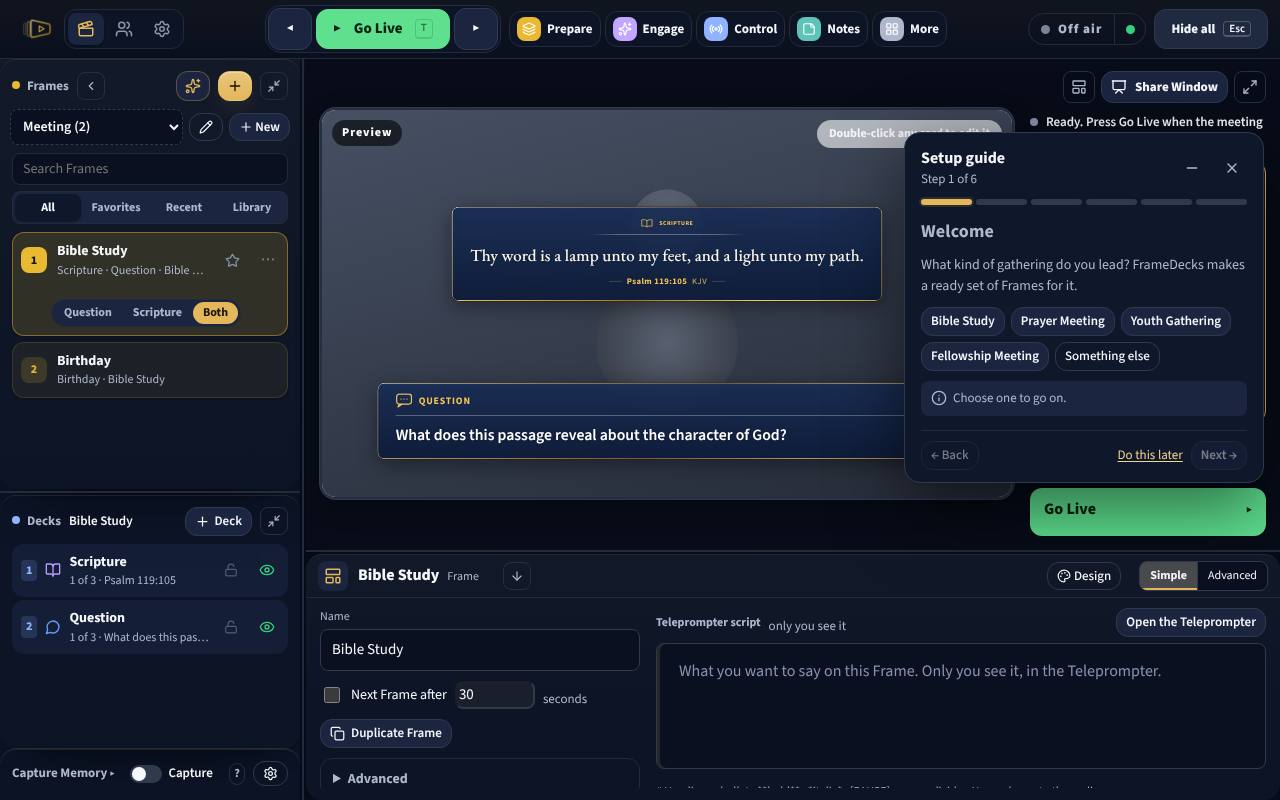 Go Live T
Prepare
Engage
Control
Notes
More
Off air
Hide all Esc
Frames
Meeting (2)
New
Search Frames
All Favorites Recent Library
1 Bible Study
Scripture · Question · Bible ...
Question Scripture Both
2 Birthday
Birthday · Bible Study
Decks Bible Study
Deck
1 Scripture
1 of 3 · Psalm 119:105
2 Question
1 of 3 · What does this pas...
Capture Memory
Capture
?
Share Window
Preview
Double-click any card to edit it
SCRIPTURE
Thy word is a lamp unto my feet, and a light unto my path.
Psalm 119:105 KJV
QUESTION
What does this passage reveal about the character of God?
Ready. Press Go Live when the meeting
Setup guide
Step 1 of 6
Welcome
What kind of gathering do you lead? FrameDecks makes
a ready set of Frames for it.
Bible Study Prayer Meeting Youth Gathering
Fellowship Meeting Something else
Choose one to go on.
← Back
Do this later
Next →
Go Live
Bible Study Frame
Design
Simple Advanced
Name
Bible Study
Next Frame after 30 seconds
Duplicate Frame
Advanced
Teleprompter script only you see it
Open the Teleprompter
What you want to say on this Frame. Only you see it, in the Teleprompter.